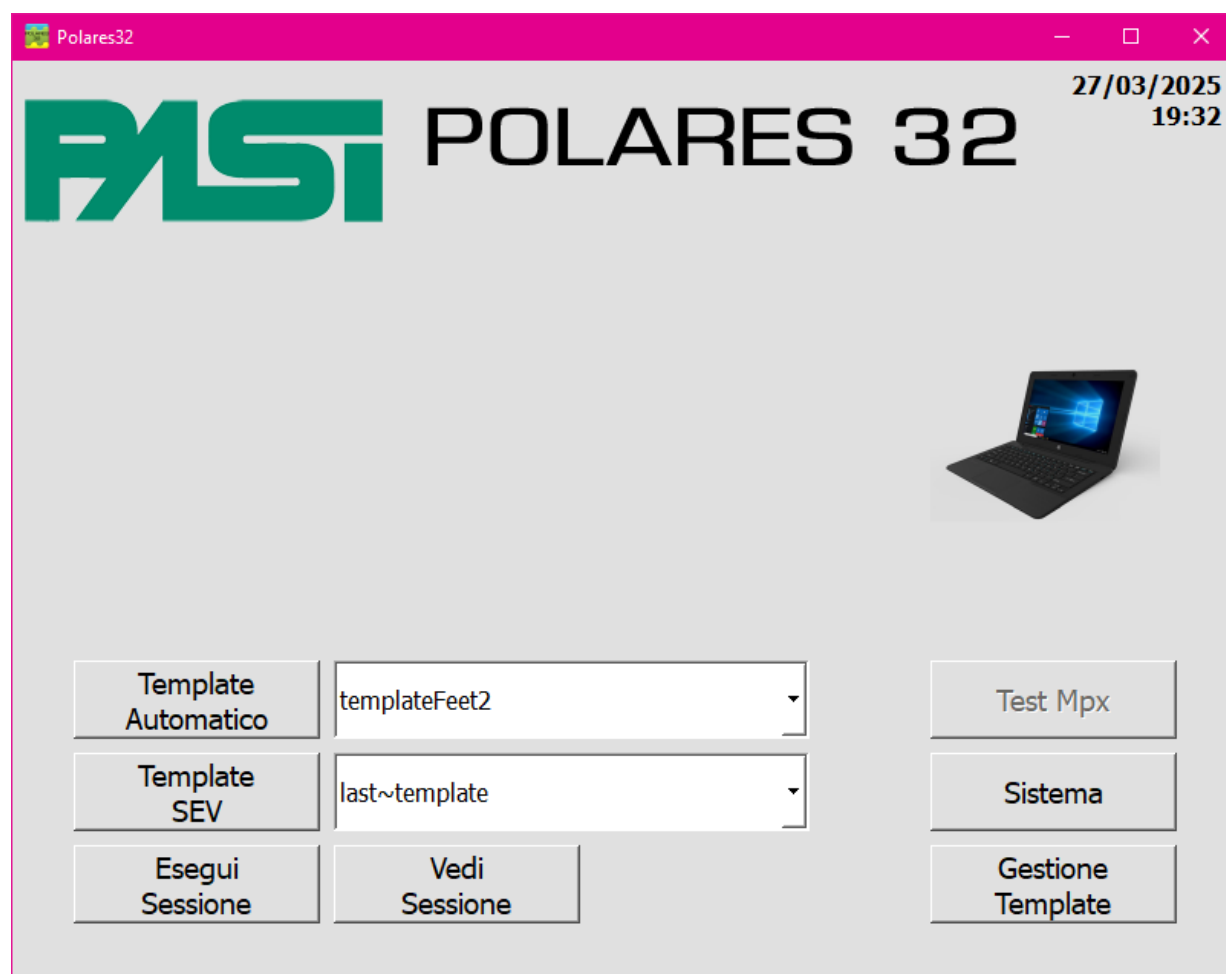 Polares32
27/03/2025
19:32
PASI POLARES 32
Template
Automatico
templateFeet2
Test Mpx
Template
SEV
last~template
Sistema
Esegui
Sessione
Vedi
Sessione
Gestione
Template